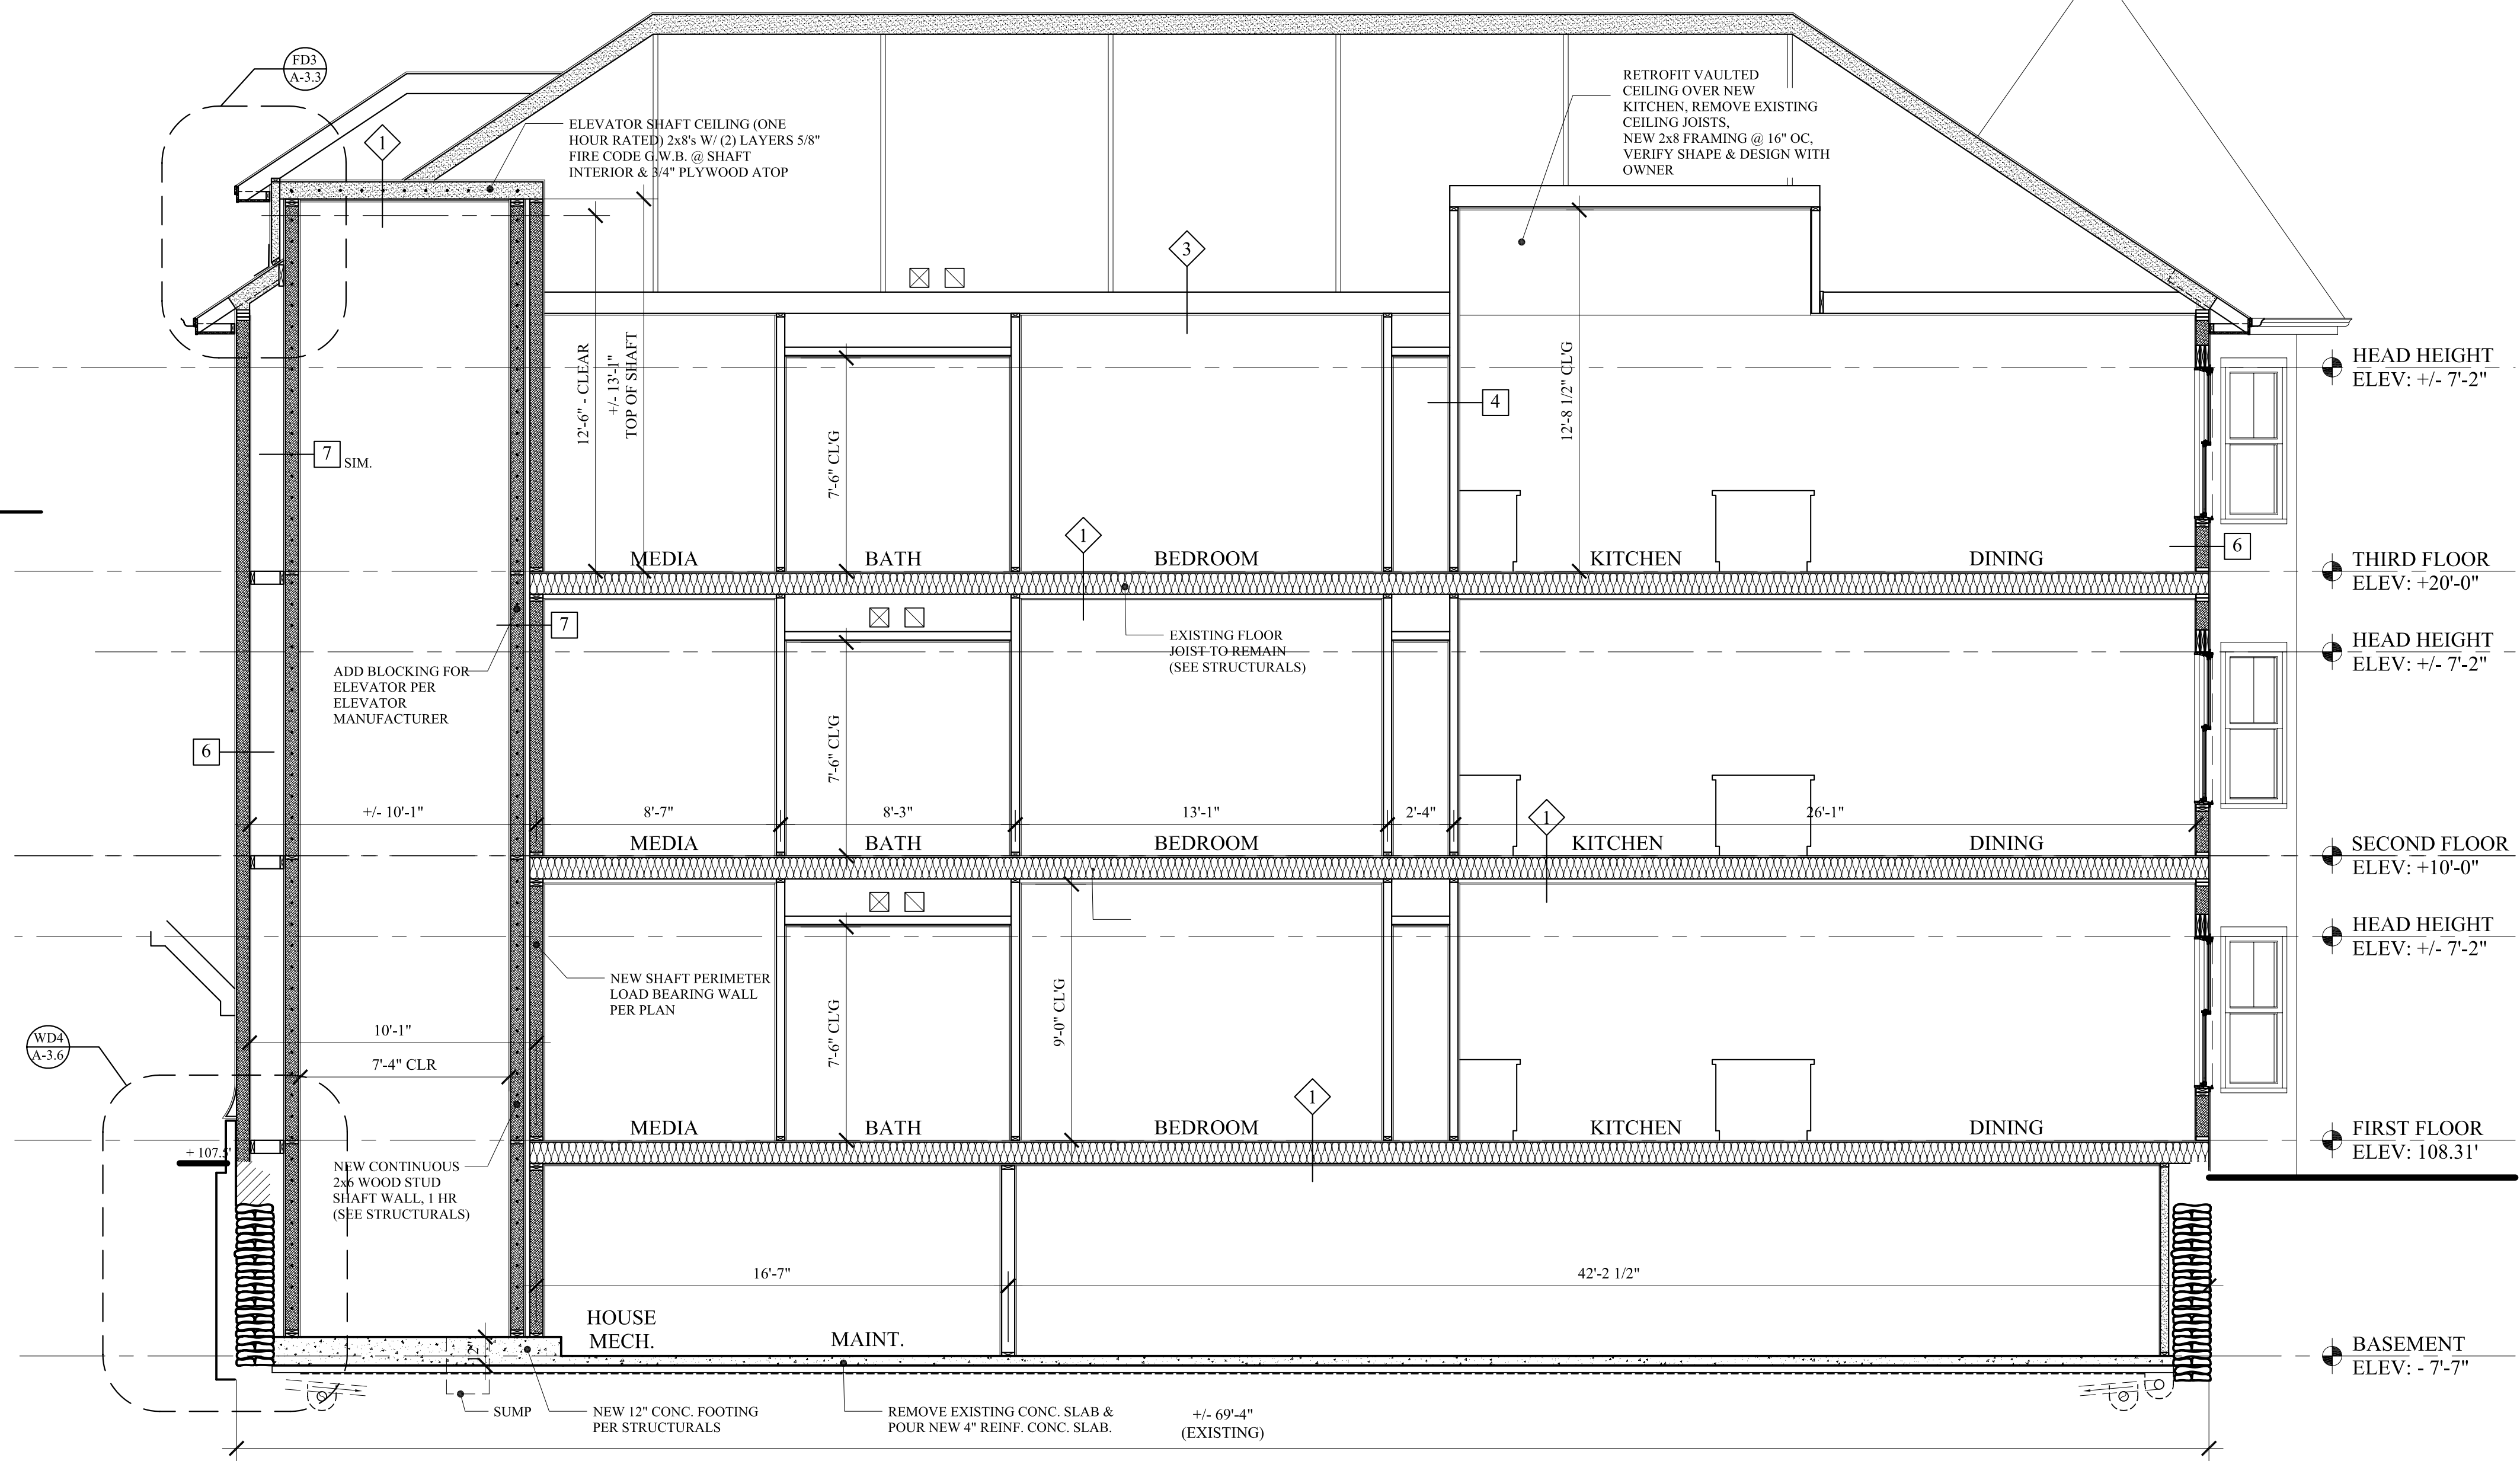 FD3
A-3.3
1
ELEVATOR SHAFT CEILING (ONE
HOUR RATED) 2x8's W/ (2) LAYERS 5/8"
FIRE CODE G.W.B. @ SHAFT
INTERIOR & 3/4" PLYWOOD ATOP
RETROFIT VAULTED
CEILING OVER NEW
KITCHEN, REMOVE EXISTING
CEILING JOISTS,
NEW 2x8 FRAMING @ 16" OC,
VERIFY SHAPE & DESIGN WITH
OWNER
3
12'-6" - CLEAR
+/- 13'-1"
TOP OF SHAFT
7'-6" CL'G
12'-8 1/2" CL'G
4
7
SIM.
HEAD HEIGHT
ELEV: +/- 7'-2"
1
6
MEDIA
BATH
BEDROOM
KITCHEN
DINING
THIRD FLOOR
ELEV: +20'-0"
7
EXISTING FLOOR
JOIST TO REMAIN
(SEE STRUCTURALS)
HEAD HEIGHT
ELEV: +/- 7'-2"
ADD BLOCKING FOR
ELEVATOR PER
ELEVATOR
MANUFACTURER
6
7'-6" CL'G
+/- 10'-1"
8'-7"
8'-3"
13'-1"
2'-4"
1
26'-1"
MEDIA
BATH
BEDROOM
KITCHEN
DINING
SECOND FLOOR
ELEV: +10'-0"
HEAD HEIGHT
ELEV: +/- 7'-2"
NEW SHAFT PERIMETER
LOAD BEARING WALL
PER PLAN
7'-6" CL'G
9'-0" CL'G
WD4
A-3.6
10'-1"
7'-4" CLR
1
MEDIA
BATH
BEDROOM
KITCHEN
DINING
FIRST FLOOR
ELEV: 108.31'
+ 107.5'
NEW CONTINUOUS
2x6 WOOD STUD
SHAFT WALL, 1 HR
(SEE STRUCTURALS)
16'-7"
42'-2 1/2"
HOUSE
MECH.
MAINT.
BASEMENT
ELEV: - 7'-7"
SUMP
NEW 12" CONC. FOOTING
PER STRUCTURALS
REMOVE EXISTING CONC. SLAB &
POUR NEW 4" REINF. CONC. SLAB.
+/- 69'-4"
(EXISTING)